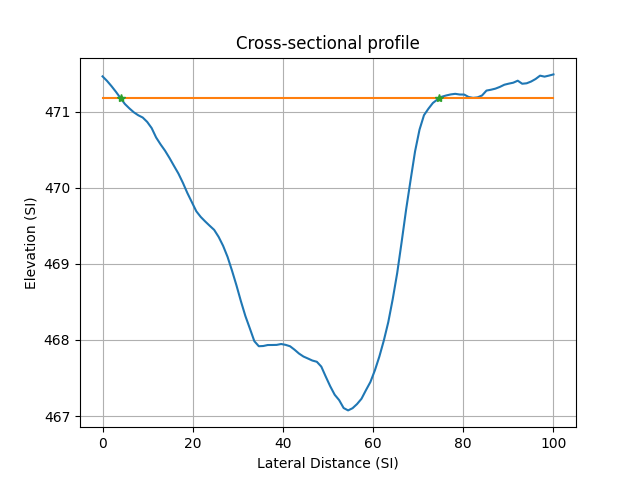 Cross-sectional profile
Elevation (SI)
471
470
469
468
467
0 20 40 60 80 100
Lateral Distance (SI)